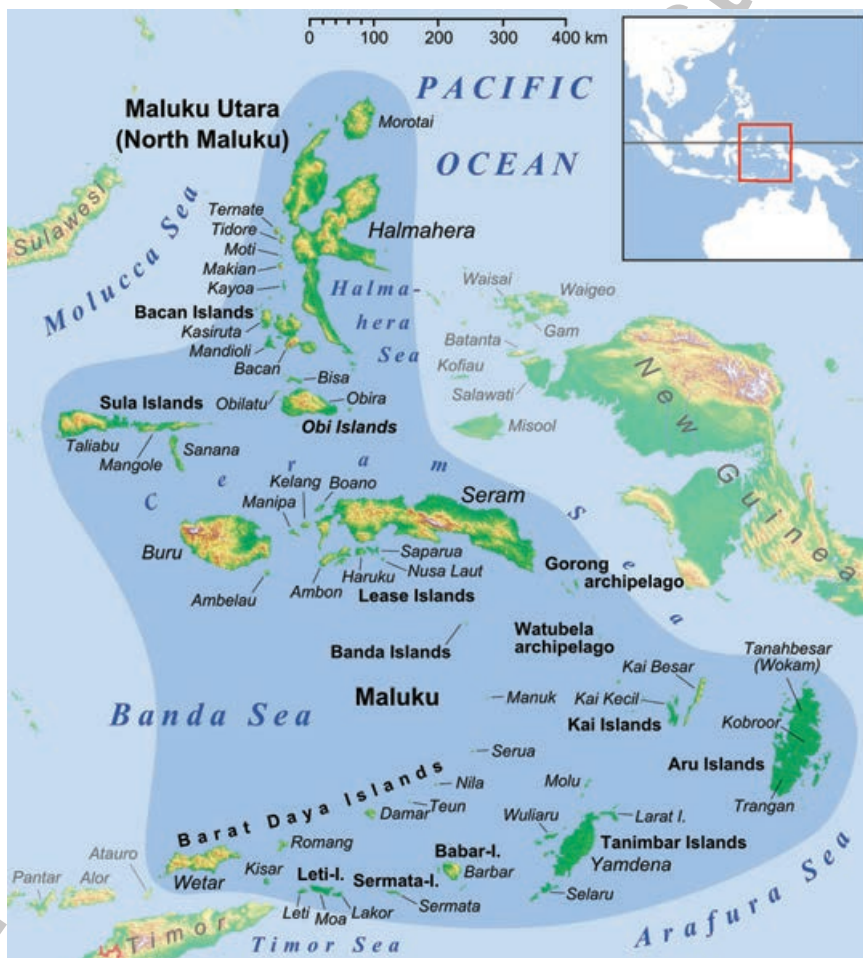 0 100 200 400 km
PACIFIC
OCEAN
Maluku Utara
(North Maluku)
Morotai
Sulawesi
Molucca Sea
Ternate
Tidore
Moti
Makian
Kayoa
Halmahera
Halma-
hera
Sea
Bacan Islands
Kasiruta
Mandioli
Bacan
Waisai
Waigeo
Gam
Batanta
Kofiau
Salawati
Misool
New Guinea
Bisa
Sula Islands
Obilatu
Obira
Obi Islands
Taliabu
Mangole
Sanana
Ceram Sea
Kelang
Boano
Manipa
Seram
Buru
Saparua
Ambon
Haruku
Nusa Laut
Ambelau
Lease Islands
Gorong
archipelago
Banda Islands
Watubela
archipelago
Tanahbesar
(Wokam)
Kai Besar
Maluku
Manuk
Kai Kecil
Kai Islands
Banda Sea
Kobroor
Serua
Aru Islands
Nila
Molu
Barat Daya Islands
Teun
Damar
Trangan
Wuliaru
Larat I.
Romang
Tanimbar Islands
Yamdena
Babar-I.
Barbar
Atauro
Pantar
Alor
Wetar
Kisar
Leti-I.
Sermata-I.
Selaru
Leti
Moa
Lakor
Sermata
Arafura Sea
Timor
Timor Sea